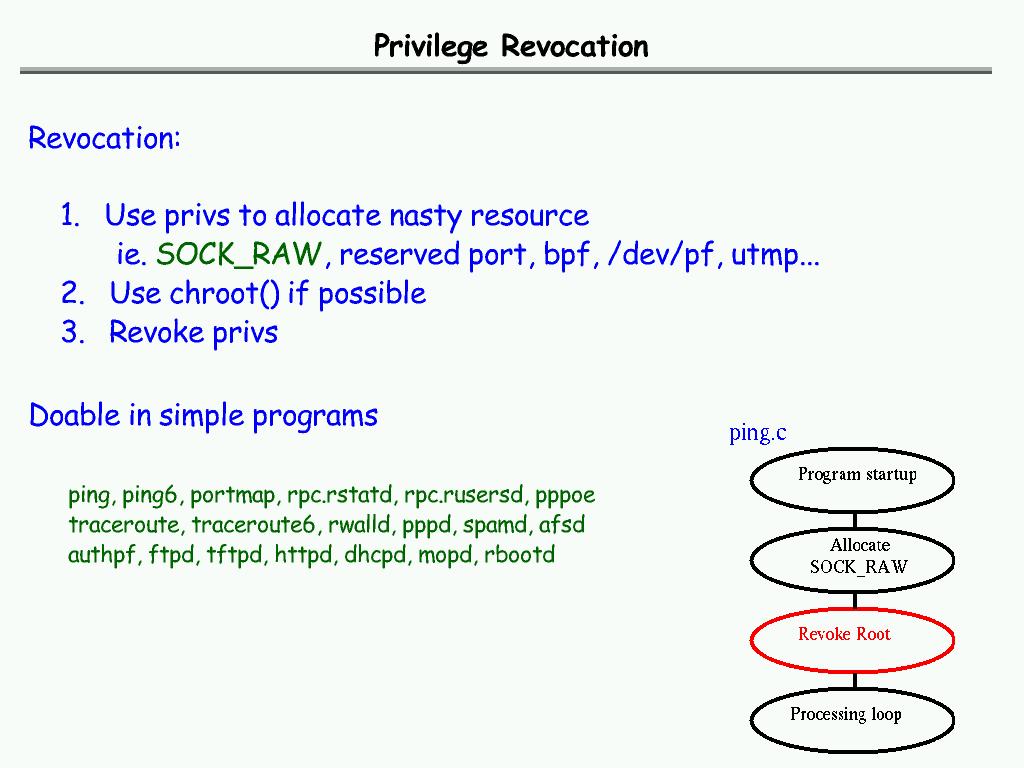 Privilege Revocation
Revocation:
1. Use privs to allocate nasty resource
ie. SOCK_RAW, reserved port, bpf, /dev/pf, utmp...
2. Use chroot() if possible
3. Revoke privs
Doable in simple programs
ping, ping6, portmap, rpc.rstatd, rpc.rusersd, pppoe
traceroute, traceroute6, rwalld, pppd, spamd, afsd
authpf, ftpd, tftpd, httpd, dhcpd, mopd, rbootd
ping.c
Program startup
Allocate
SOCK_RAW
Revoke Root
Processing loop